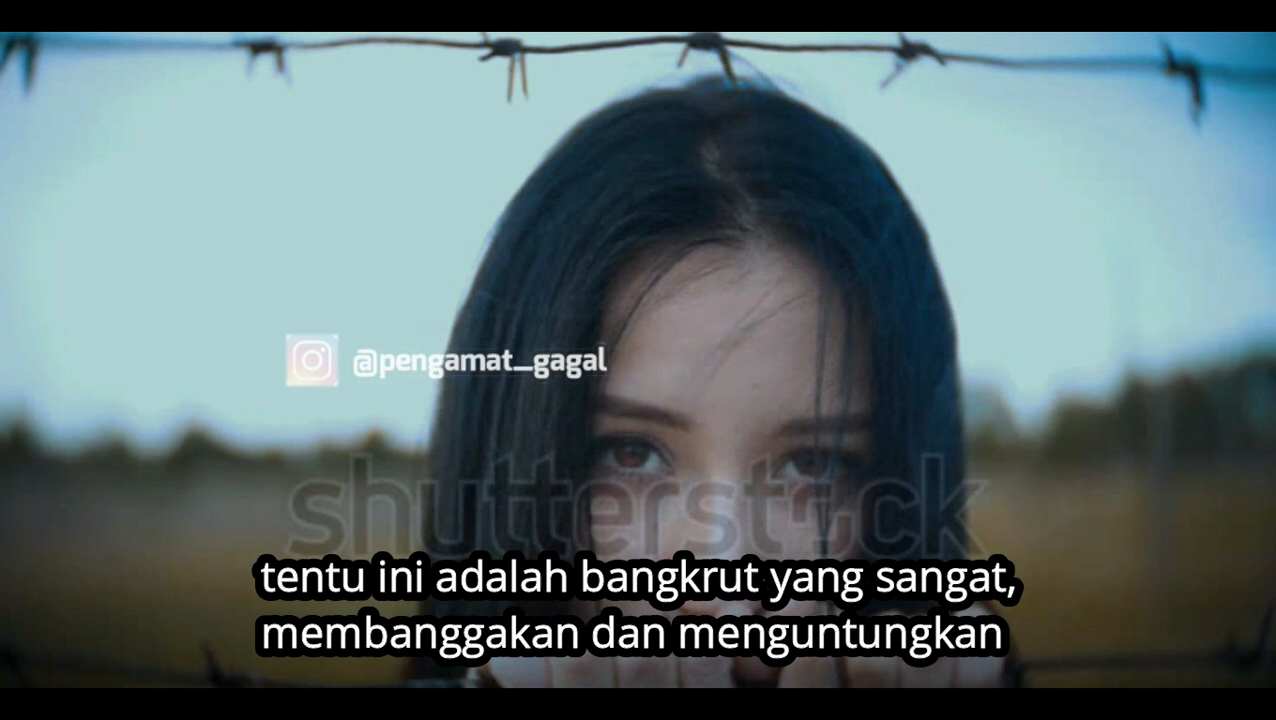 @pengamat_gagal
shutterstock
tentu ini adalah bangkrut yang sangat,
membanggakan dan menguntungkan